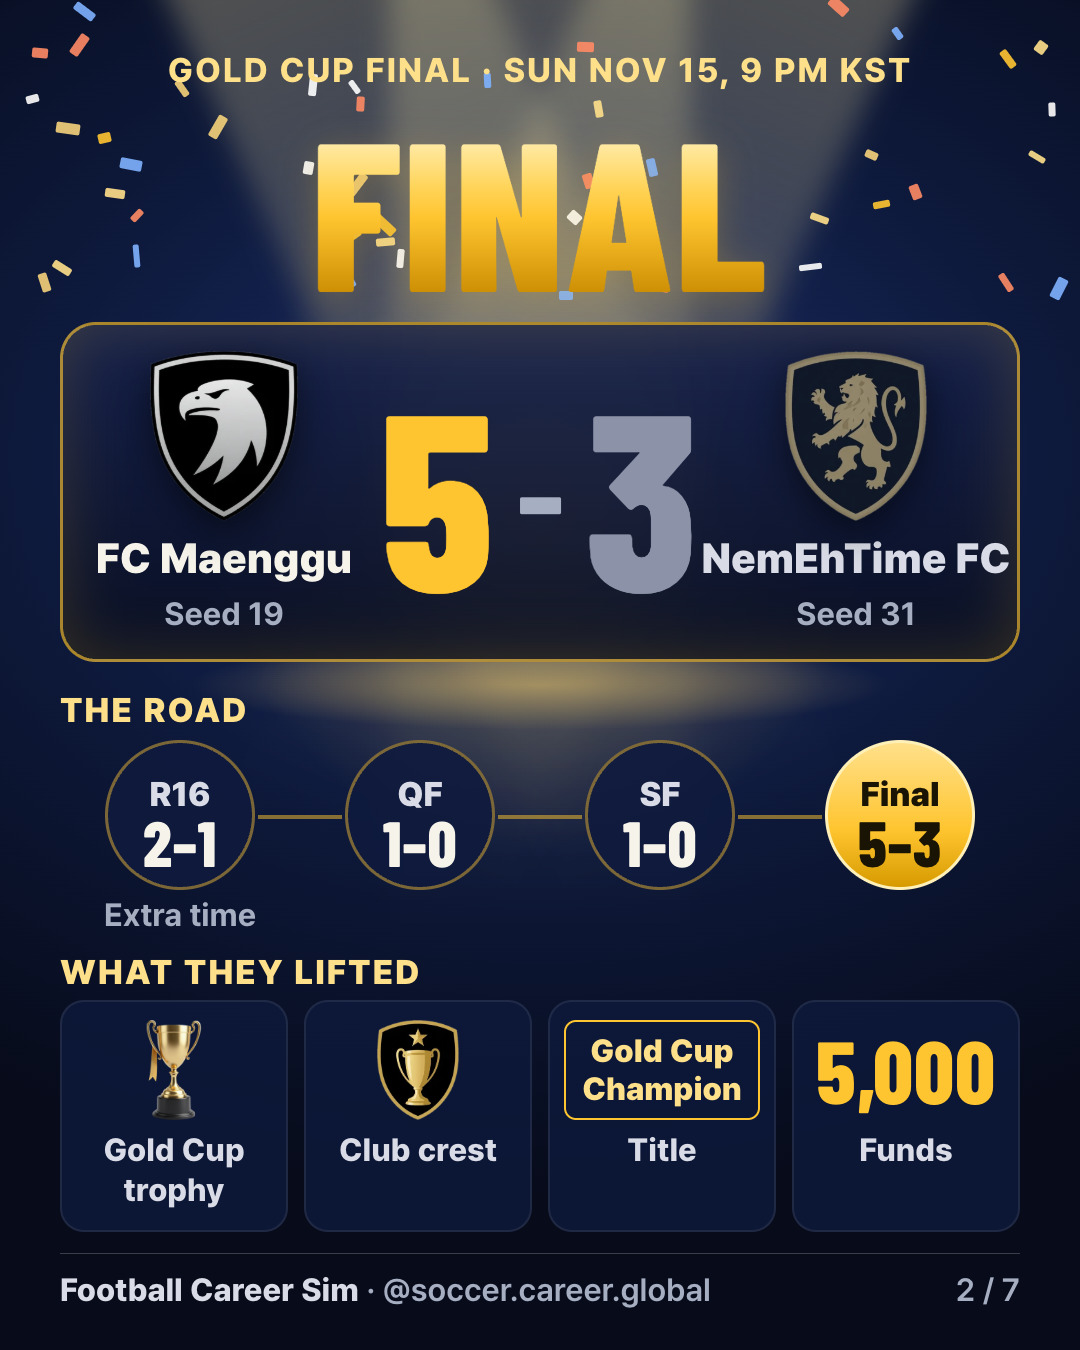 GOLD CUP FINAL · SUN NOV 15, 9 PM KST
FINAL
5 - 3
FC Maenggu
Seed 19
NemEhTime FC
Seed 31
THE ROAD
R16
2–1
Extra time
QF
1–0
SF
1–0
Final
5–3
WHAT THEY LIFTED
Gold Cup
trophy
Club crest
Gold Cup
Champion
Title
5,000
Funds
Football Career Sim · @soccer.career.global
2 / 7